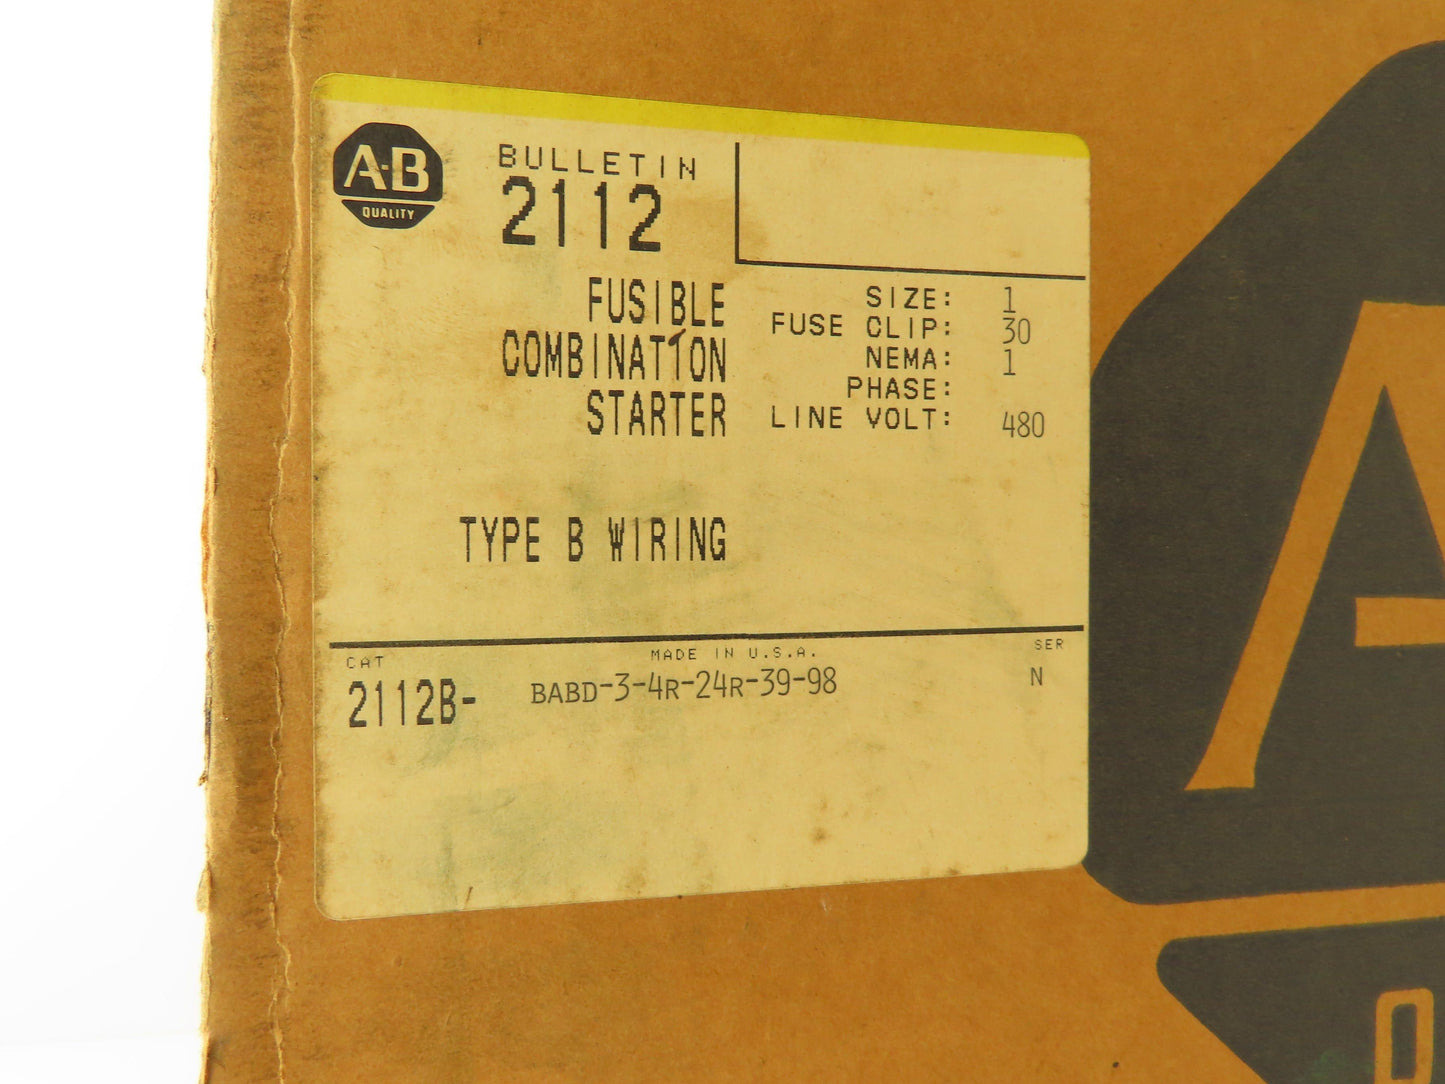 A-B
QUALITY
BULLETIN
2112
FUSIBLE
COMBINATION
STARTER
SIZE: 1
FUSE CLIP: 30
NEMA: 1
PHASE:
LINE VOLT: 480
TYPE B WIRING
CAT MADE IN U.S.A. SER
2112B- BABD-3-4R-24R-39-98 N